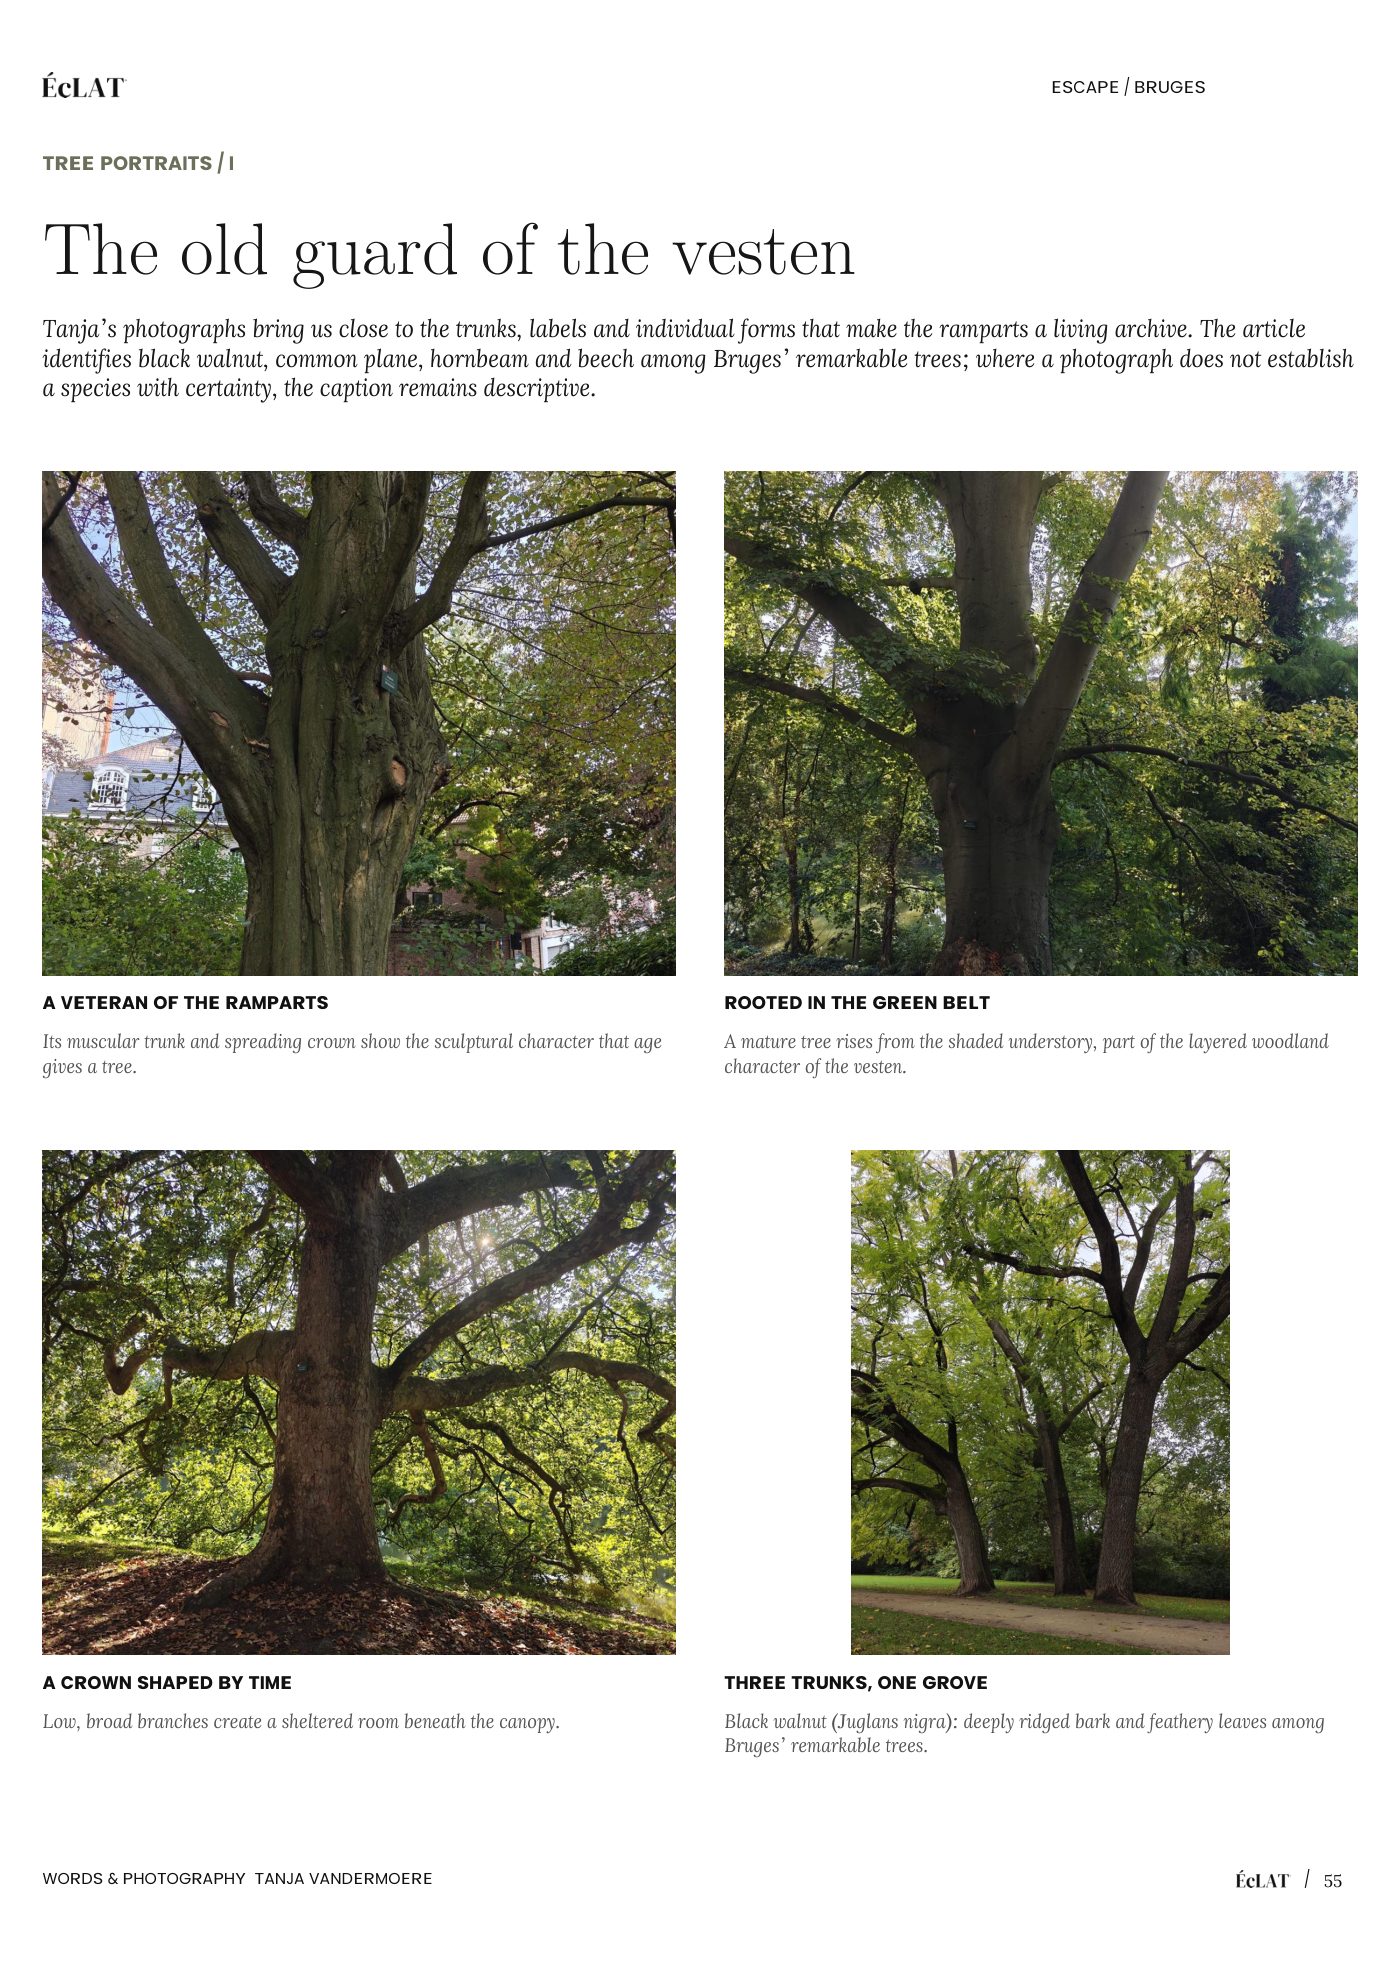 ÉcLAT
ESCAPE / BRUGES
TREE PORTRAITS / I
The old guard of the vesten
Tanja’s photographs bring us close to the trunks, labels and individual forms that make the ramparts a living archive. The article
identifies black walnut, common plane, hornbeam and beech among Bruges’ remarkable trees; where a photograph does not establish
a species with certainty, the caption remains descriptive.
A VETERAN OF THE RAMPARTS
Its muscular trunk and spreading crown show the sculptural character that age
gives a tree.
ROOTED IN THE GREEN BELT
A mature tree rises from the shaded understory, part of the layered woodland
character of the vesten.
A CROWN SHAPED BY TIME
Low, broad branches create a sheltered room beneath the canopy.
THREE TRUNKS, ONE GROVE
Black walnut (Juglans nigra): deeply ridged bark and feathery leaves among
Bruges’ remarkable trees.
WORDS & PHOTOGRAPHY TANJA VANDERMOERE
ÉcLAT / 55